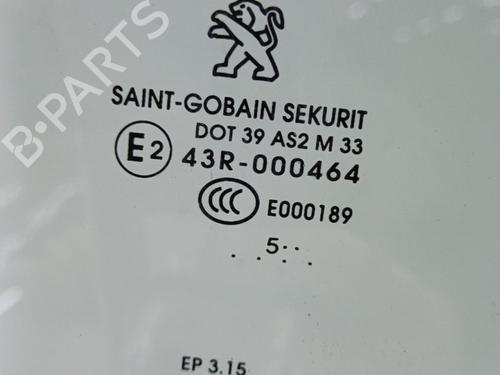 B-PARTS
SAINT-GOBAIN SEKURIT
DOT 39 AS2 M 33
E2 43R-000464
CCC E000189
. .5: : .
EP 3.15